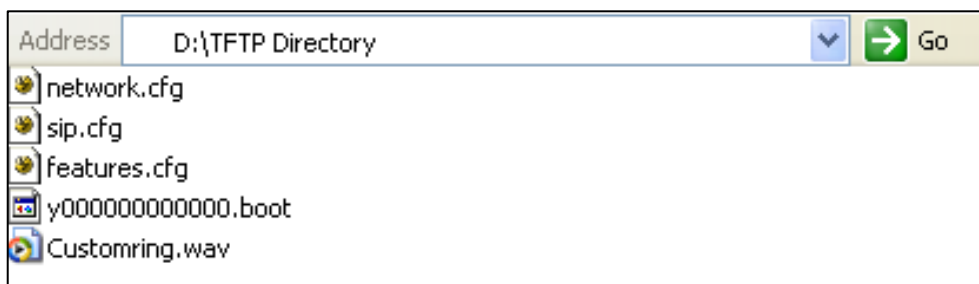 Address D:\TFTP Directory Go
network.cfg
sip.cfg
features.cfg
y000000000000.boot
Customring.wav